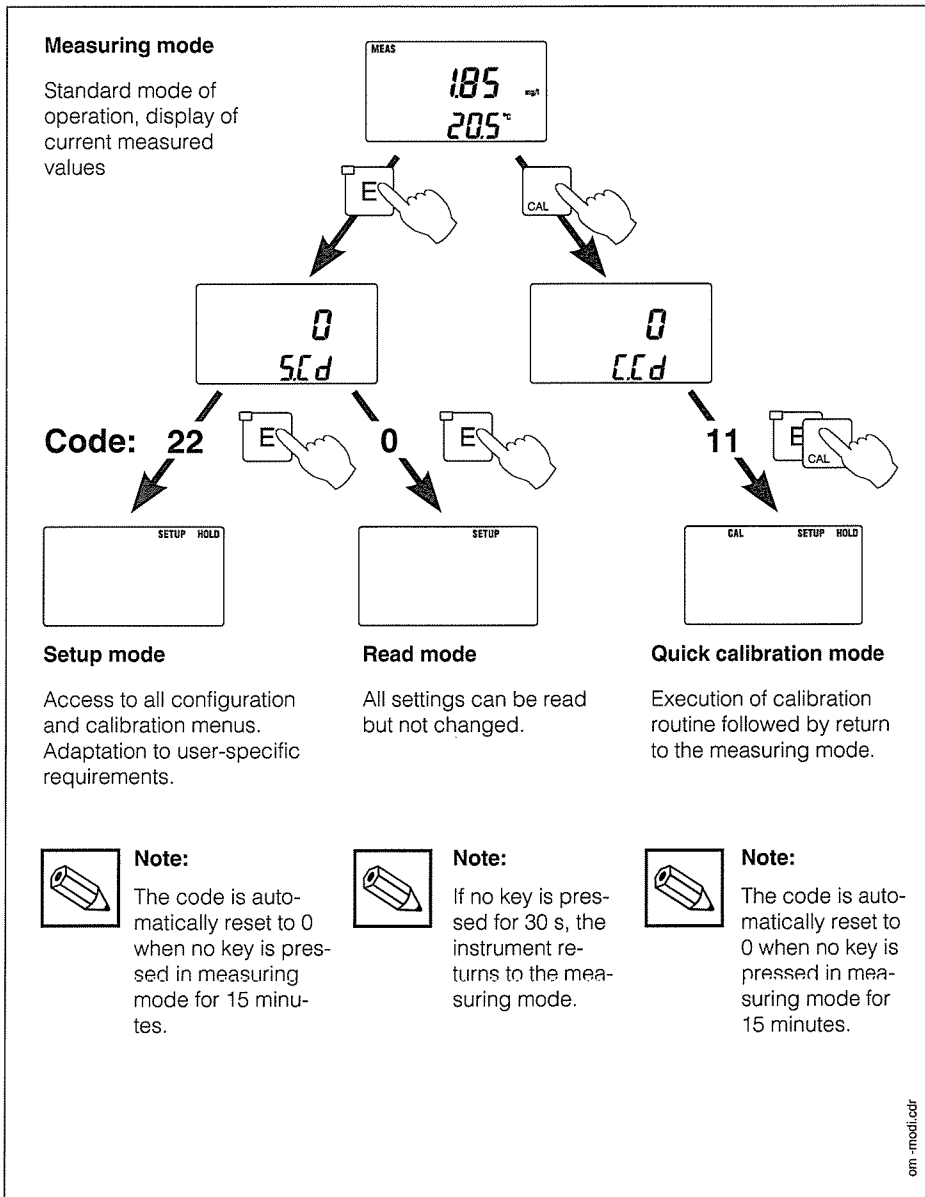 Measuring mode
Standard mode of
operation, display of
current measured
values
MEAS
1.85 mg/l
20.5 °C
E
CAL
0
S.Cd
0
C.Cd
Code: 22
E
0
E
11
E
CAL
SETUP HOLD
SETUP
CAL SETUP HOLD
Setup mode
Access to all configuration
and calibration menus.
Adaptation to user-specific
requirements.
Read mode
All settings can be read
but not changed.
Quick calibration mode
Execution of calibration
routine followed by return
to the measuring mode.
Note:
The code is auto-
matically reset to 0
when no key is pres-
sed in measuring
mode for 15 minu-
tes.
Note:
If no key is pres-
sed for 30 s, the
instrument re-
turns to the mea-
suring mode.
Note:
The code is auto-
matically reset to
0 when no key is
pressed in mea-
suring mode for
15 minutes.
om -modi.cdr